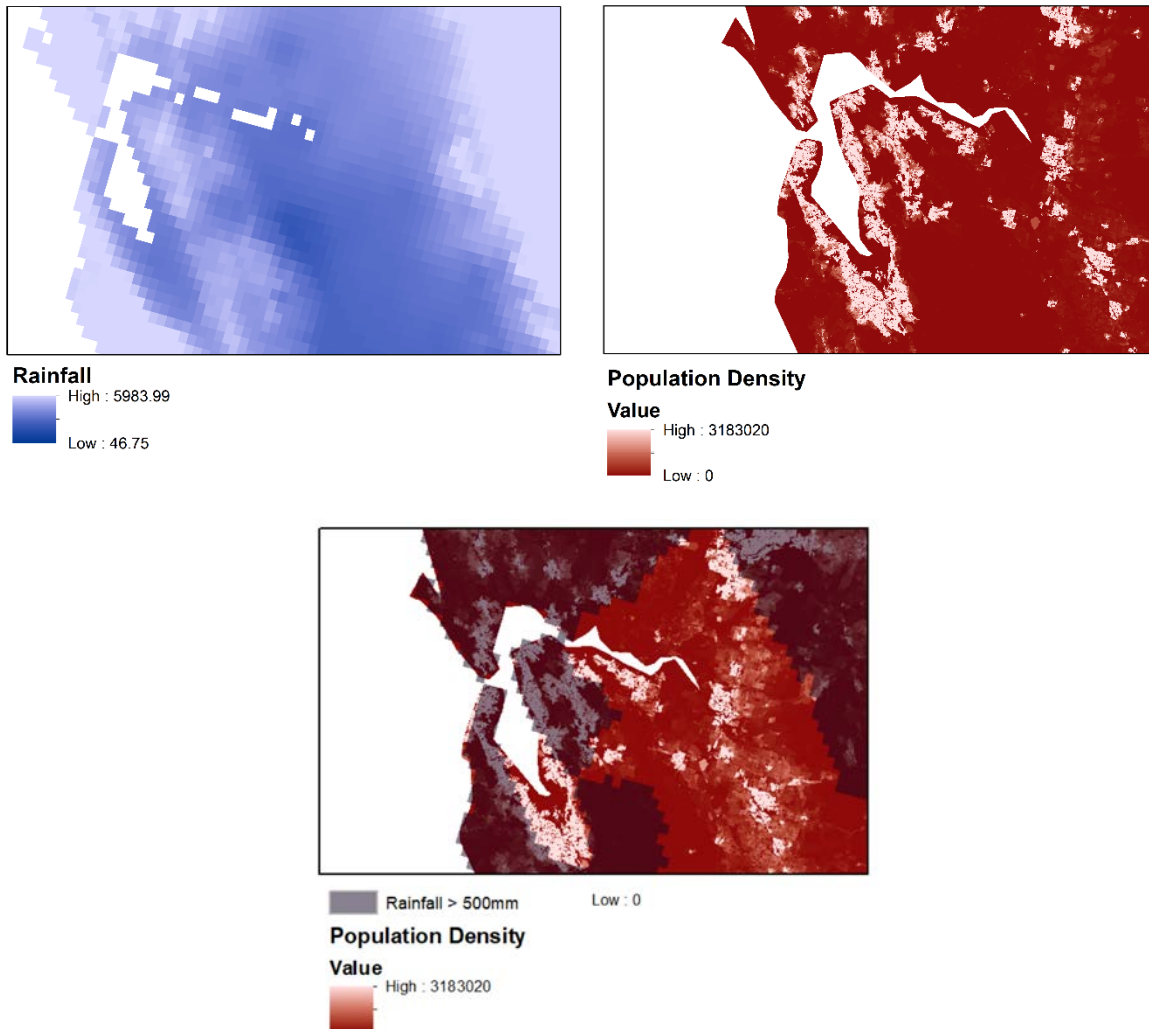 Rainfall
High : 5983.99
Low : 46.75
Population Density
Value
High : 3183020
Low : 0
Rainfall > 500mm
Low : 0
Population Density
Value
High : 3183020